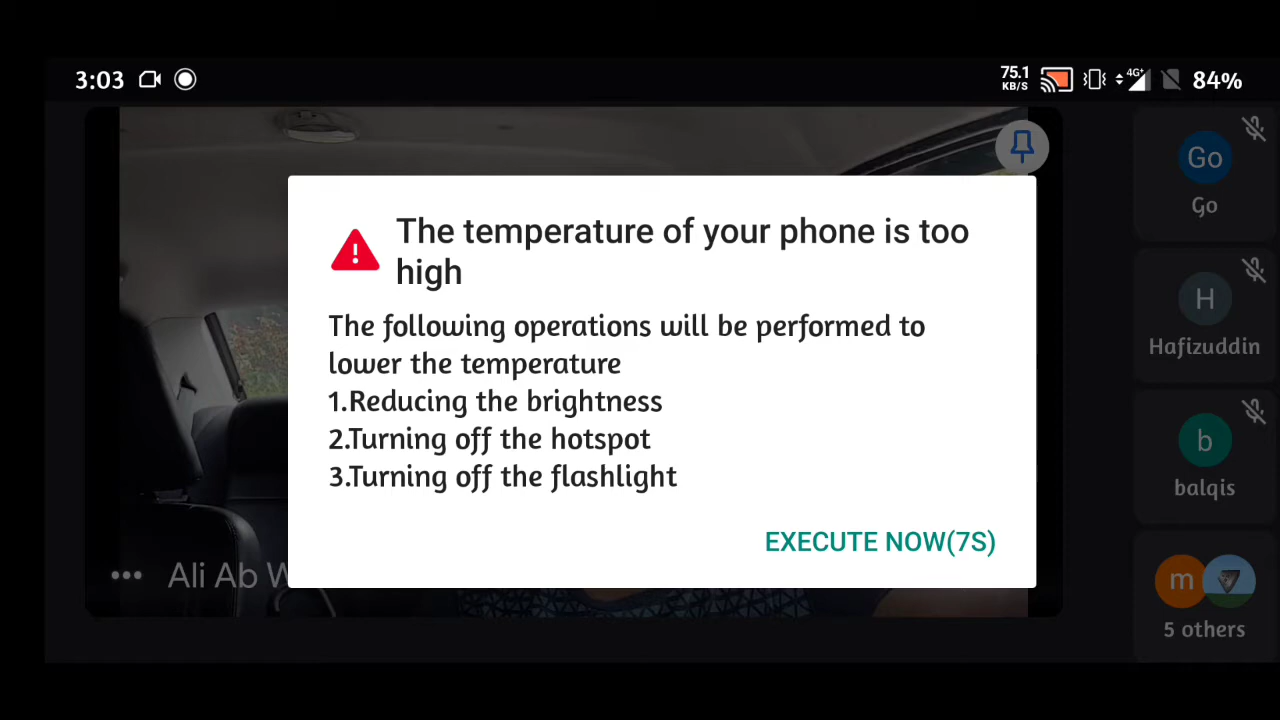 3:03 75.1 KB/S 4G+ 84%
The temperature of your phone is too
high
The following operations will be performed to
lower the temperature
1.Reducing the brightness
2.Turning off the hotspot
3.Turning off the flashlight
EXECUTE NOW(7S)
Ali Ab W
Go
Go
H
Hafizuddin
b
balqis
m
5 others